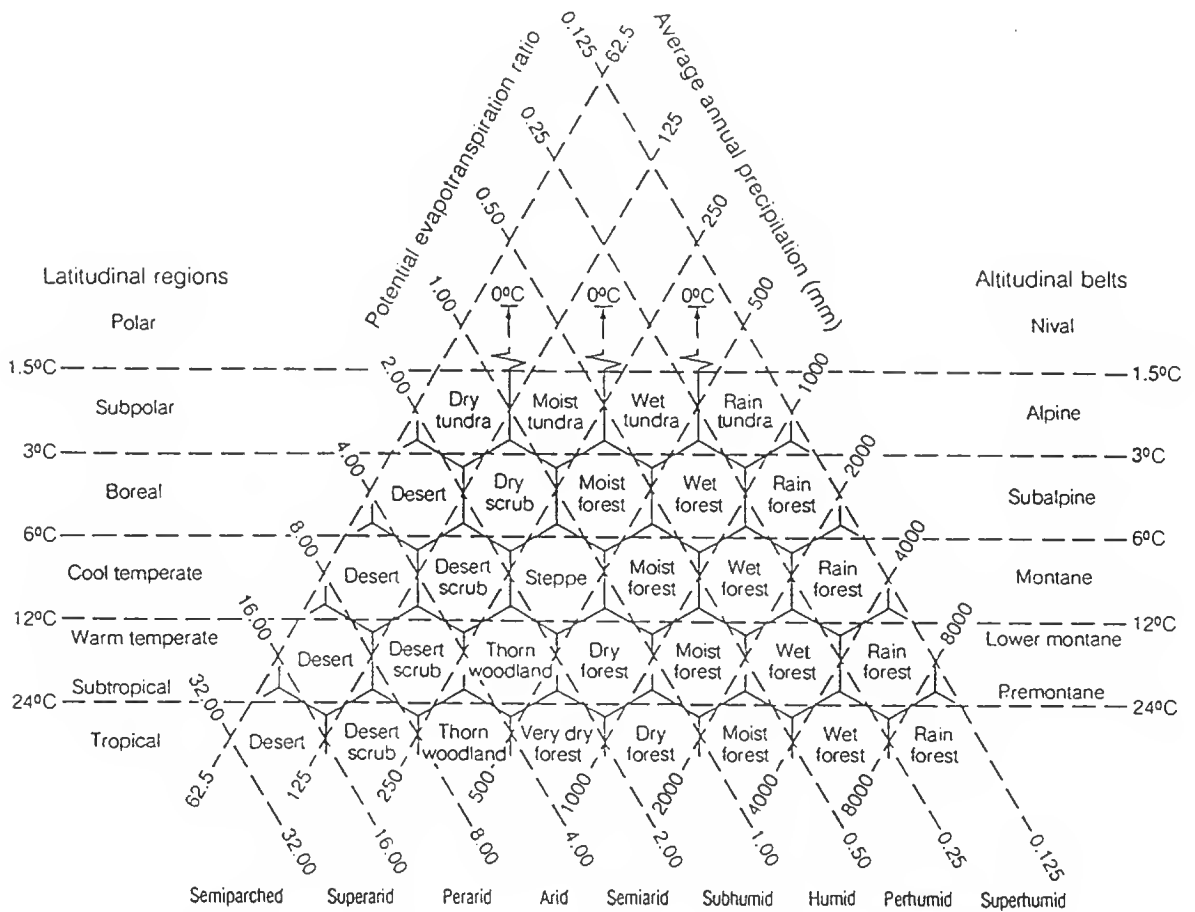 Potential evapotranspiration ratio
Average annual precipitation (mm)
0.125
62.5
0.25
125
0.50
250
Latitudinal regions
Altitudinal belts
1.00
0ºC
0ºC
0ºC
500
Polar
Nival
1.5ºC
1.5ºC
2.00
1000
Subpolar
Dry tundra
Moist tundra
Wet tundra
Rain tundra
Alpine
3ºC
3ºC
4.00
2000
Boreal
Desert
Dry scrub
Moist forest
Wet forest
Rain forest
Subalpine
6ºC
6ºC
8.00
4000
Cool temperate
Desert
Desert scrub
Steppe
Moist forest
Wet forest
Rain forest
Montane
12ºC
12ºC
16.00
8000
Warm temperate
Lower montane
Desert
Desert scrub
Thorn woodland
Dry forest
Moist forest
Wet forest
Rain forest
Subtropical
Premontane
24ºC
24ºC
32.00
Tropical
Desert
Desert scrub
Thorn woodland
Very dry forest
Dry forest
Moist forest
Wet forest
Rain forest
62.5
125
250
500
1000
2000
4000
8000
32.00
16.00
8.00
4.00
2.00
1.00
0.50
0.25
0.125
Semiparched
Superarid
Perarid
Arid
Semiarid
Subhumid
Humid
Perhumid
Superhumid